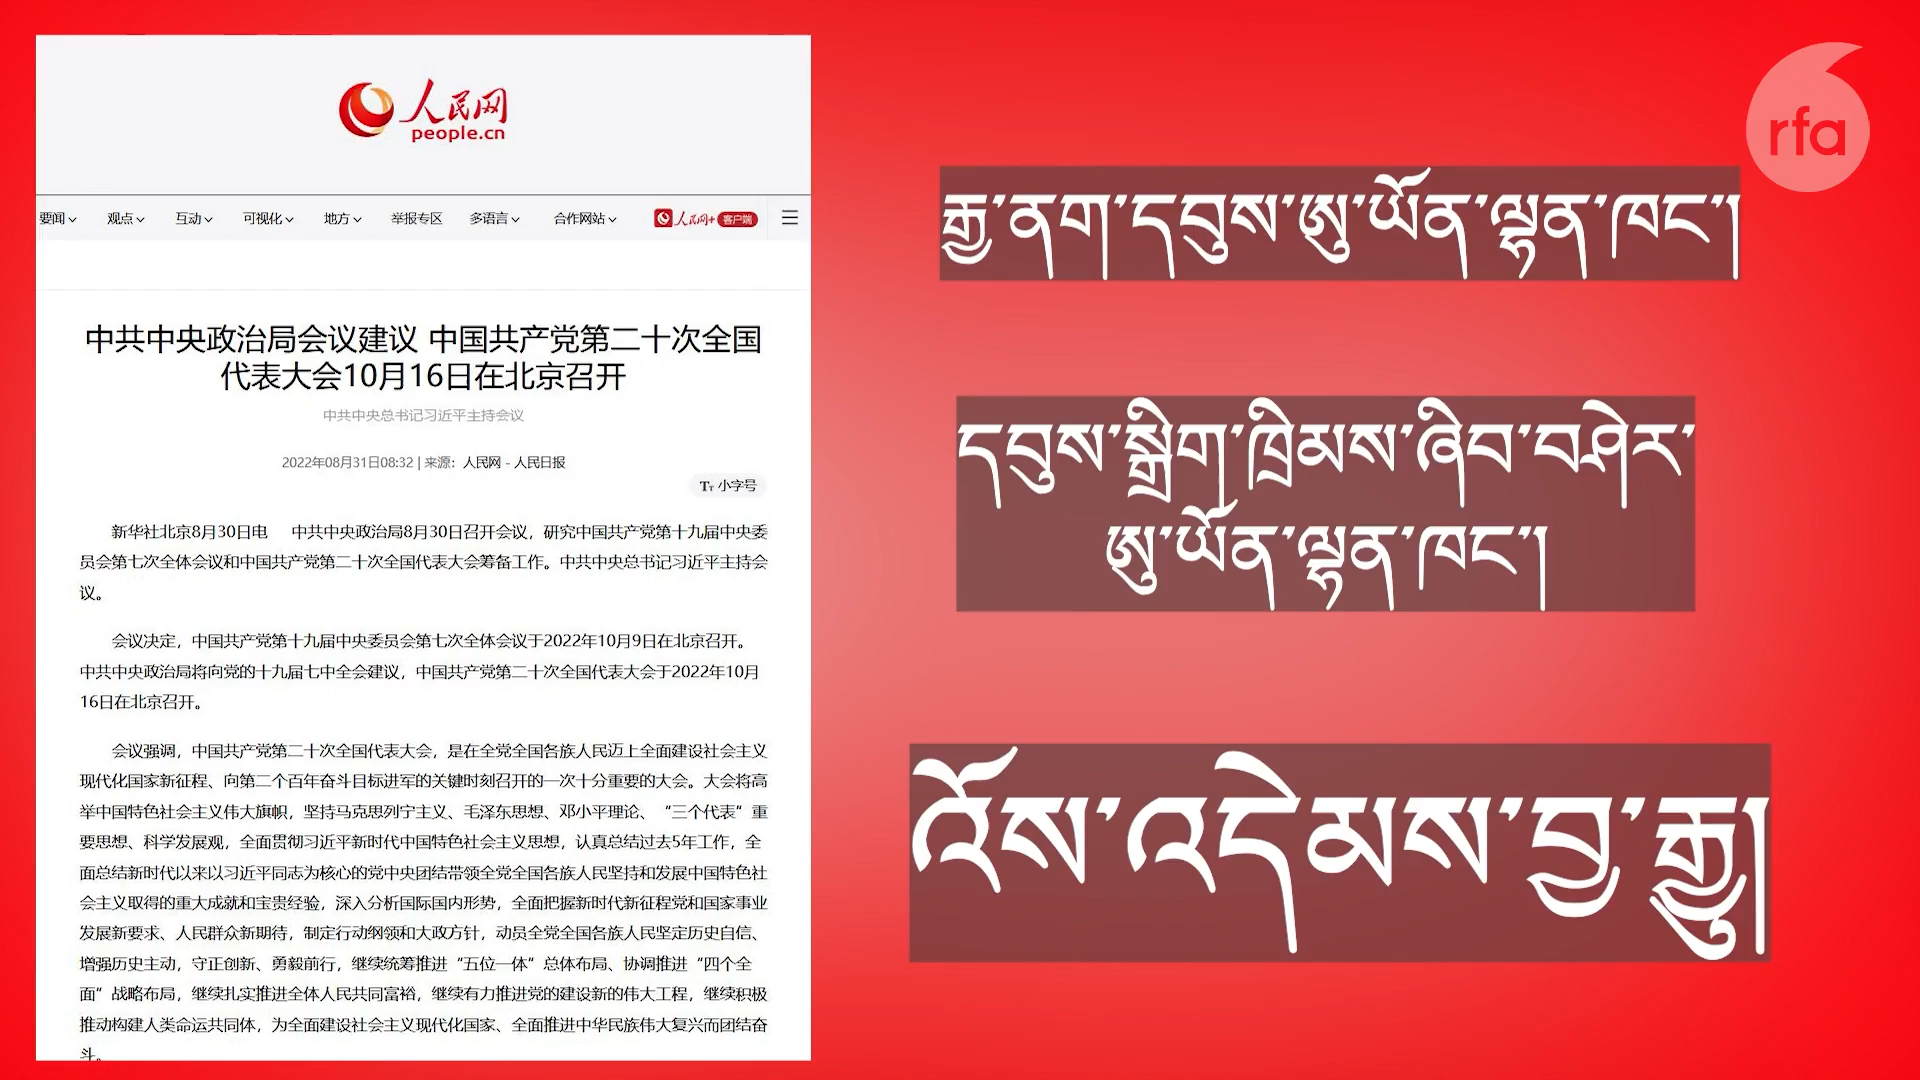 人民网
people.cn
要闻 观点 互动 可视化 地方 举报专区 多语言 合作网站 人民网+ 客户端
中共中央政治局会议建议 中国共产党第二十次全国
代表大会10月16日在北京召开
中共中央总书记习近平主持会议
2022年08月31日08:32 | 来源：人民网－人民日报
TT 小字号
新华社北京8月30日电 中共中央政治局8月30日召开会议，研究中国共产党第十九届中央委
员会第七次全体会议和中国共产党第二十次全国代表大会筹备工作。中共中央总书记习近平主持会
议。
会议决定，中国共产党第十九届中央委员会第七次全体会议于2022年10月9日在北京召开。
中共中央政治局将向党的十九届七中全会建议，中国共产党第二十次全国代表大会于2022年10月
16日在北京召开。
会议强调，中国共产党第二十次全国代表大会，是在全党全国各族人民迈上全面建设社会主义
现代化国家新征程、向第二个百年奋斗目标进军的关键时刻召开的一次十分重要的大会。大会将高
举中国特色社会主义伟大旗帜，坚持马克思列宁主义、毛泽东思想、邓小平理论、“三个代表”重
要思想、科学发展观，全面贯彻习近平新时代中国特色社会主义思想，认真总结过去5年工作，全
面总结新时代以来以习近平同志为核心的党中央团结带领全党全国各族人民坚持和发展中国特色社
会主义取得的重大成就和宝贵经验，深入分析国际国内形势，全面把握新时代新征程党和国家事业
发展新要求、人民群众新期待，制定行动纲领和大政方针，动员全党全国各族人民坚定历史自信、
增强历史主动，守正创新、勇毅前行，继续统筹推进“五位一体”总体布局、协调推进“四个全
面”战略布局，继续扎实推进全体人民共同富裕，继续有力推进党的建设新的伟大工程，继续积极
推动构建人类命运共同体，为全面建设社会主义现代化国家、全面推进中华民族伟大复兴而团结奋
斗。
rfa
རྒྱ་ནག་དབུས་ཨུ་ཡོན་ལྷན་ཁང་།
དབུས་སྒྲིག་ཁྲིམས་ཞིབ་བཤེར་
ཨུ་ཡོན་ལྷན་ཁང་།
འོས་འདེམས་བྱ་རྒྱུ།